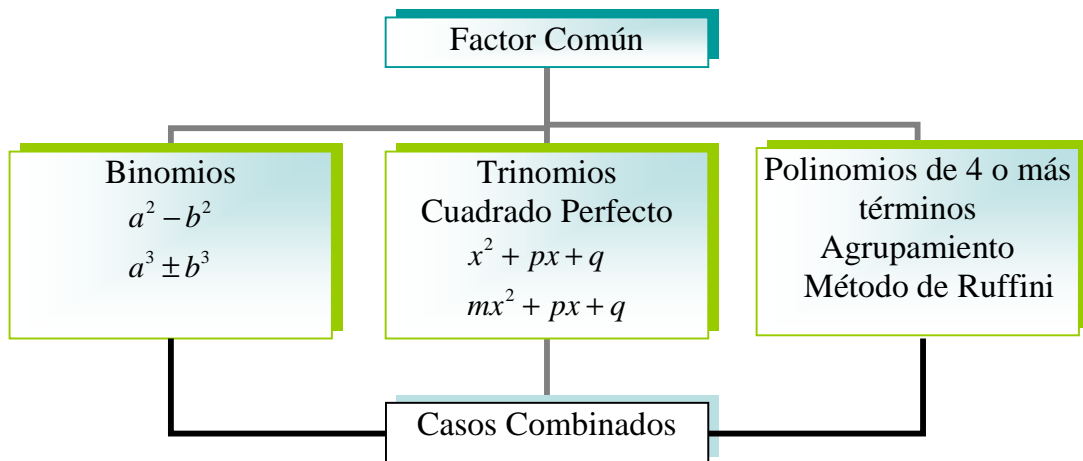 Factor Común
Binomios
a² − b²
a³ ± b³
Trinomios
Cuadrado Perfecto
x² + px + q
mx² + px + q
Polinomios de 4 o más
términos
Agrupamiento
Método de Ruffini
Casos Combinados